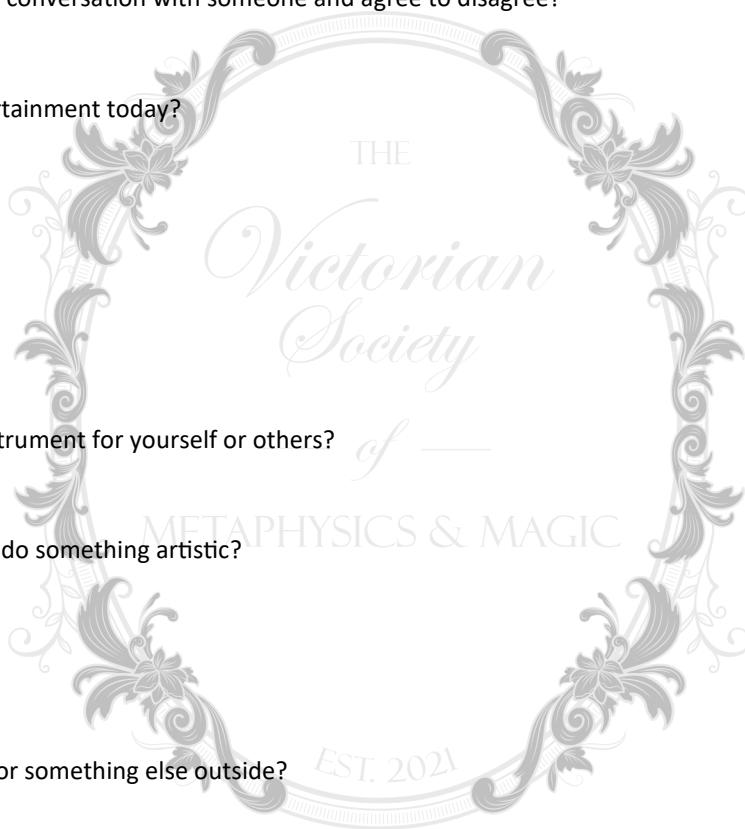 conversation with someone and agree to disagree?
rtainment today?
THE
Victorian
Society
trument for yourself or others?
of
METAPHYSICS & MAGIC
do something artistic?
EST. 2021
or something else outside?